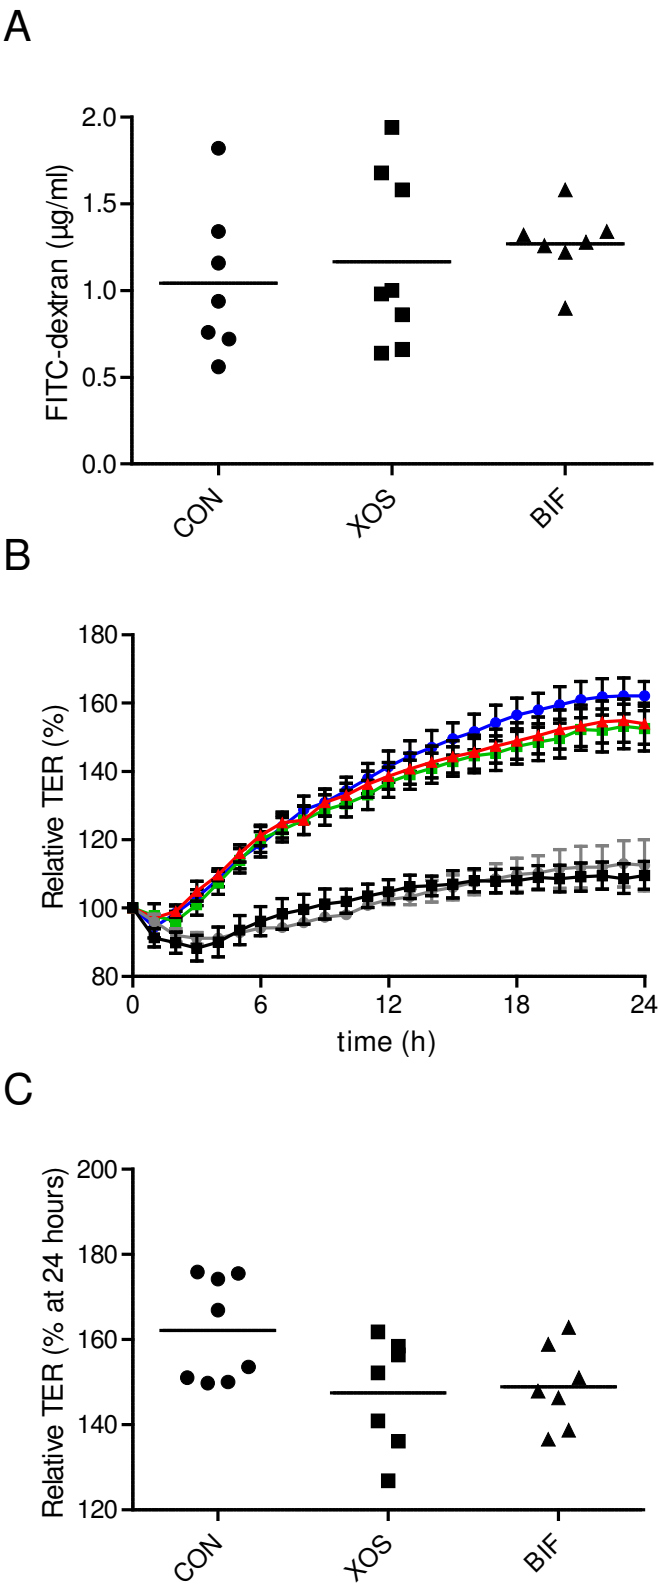 A
FITC-dextran (µg/ml)
2.0
1.5
1.0
0.5
0.0
CON
XOS
BIF
B
Relative TER (%)
180
160
140
120
100
80
0 6 12 18 24
time (h)
C
Relative TER (% at 24 hours)
200
180
160
140
120
CON
XOS
BIF